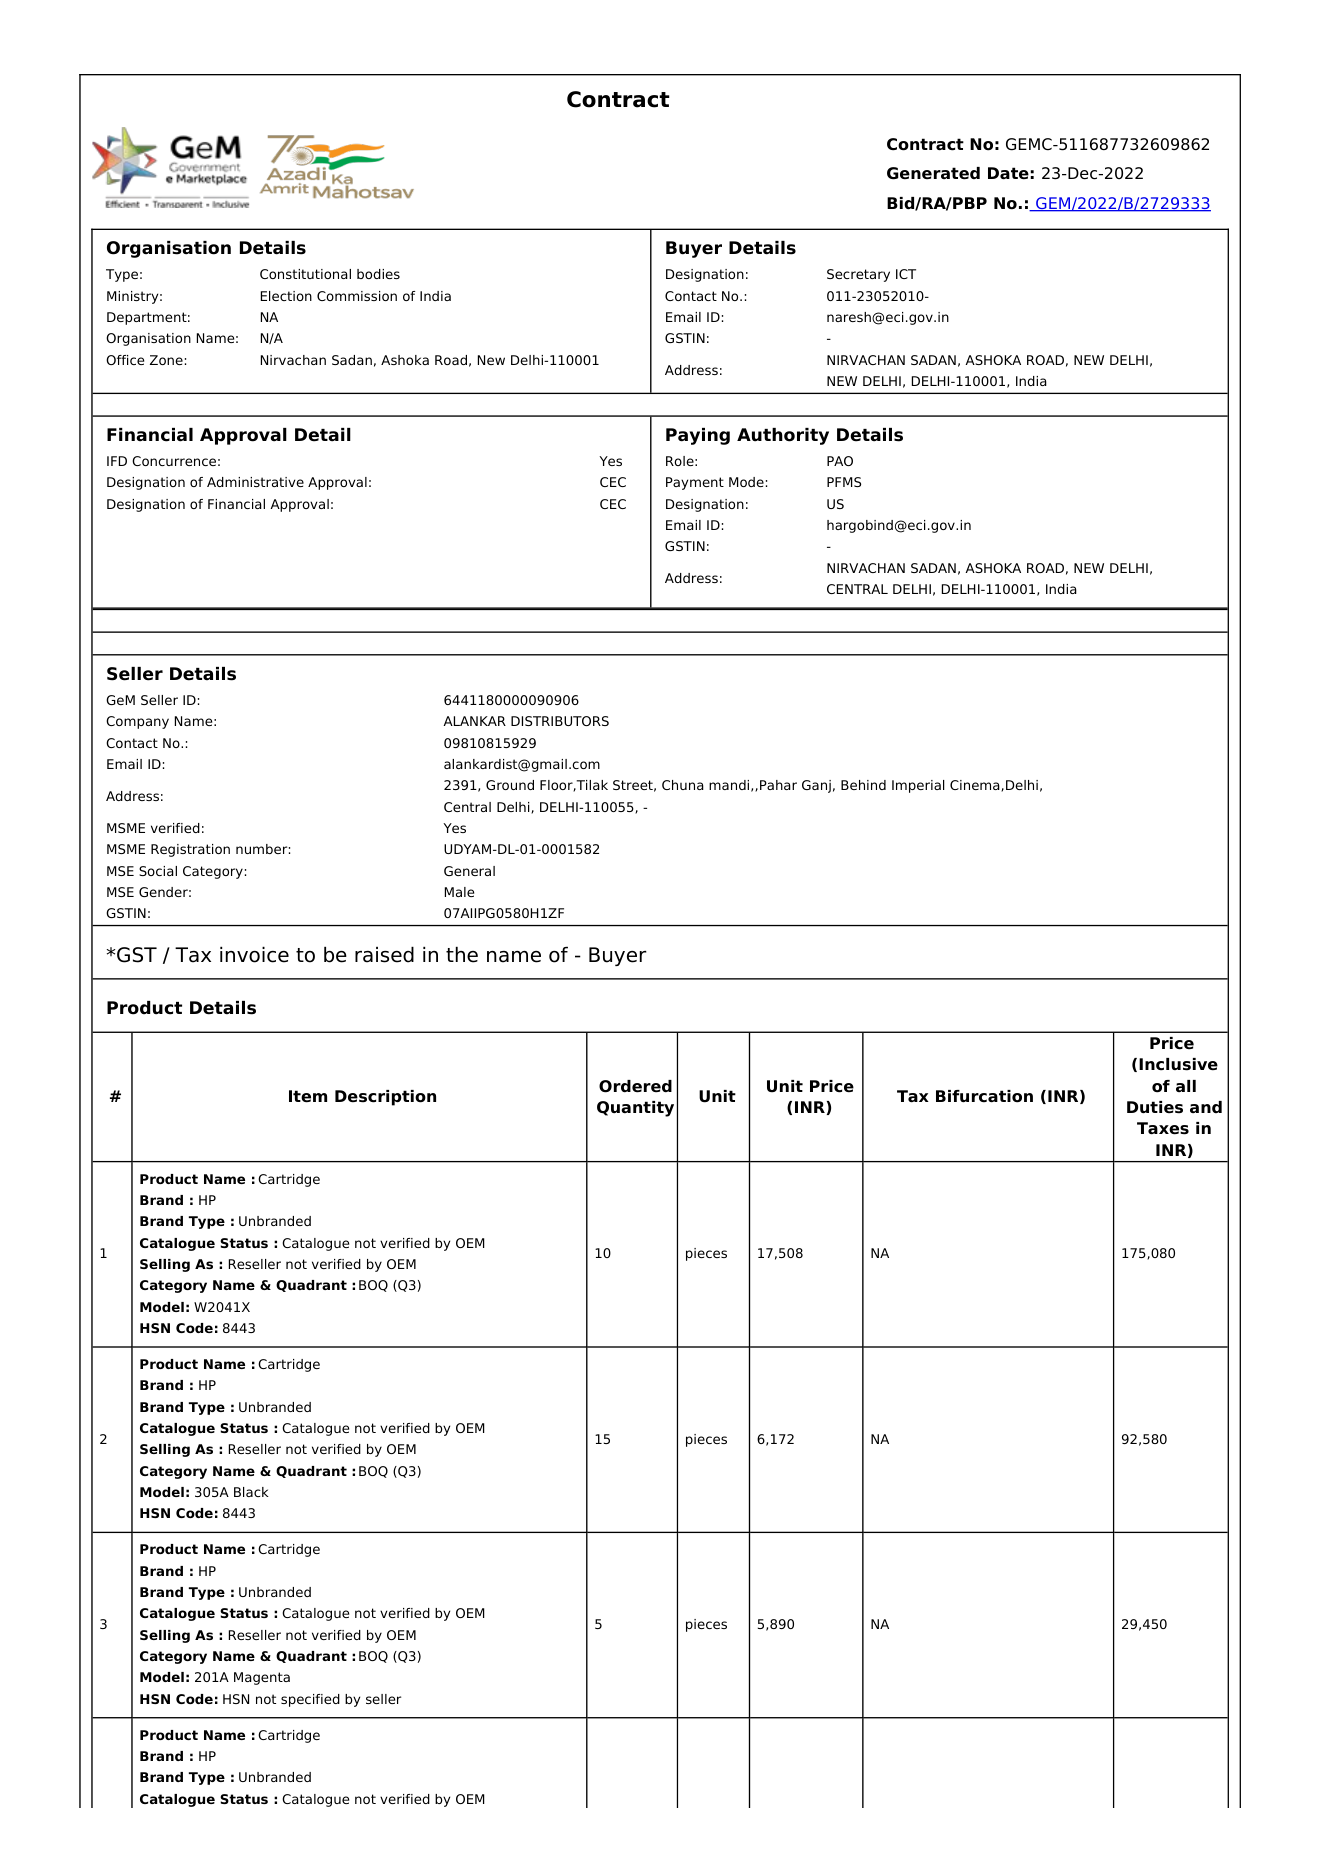 Contract
GeM
Government
e Marketplace
Efficient • Transparent • Inclusive
75
Azadi Ka
Amrit Mahotsav
Contract No: GEMC-511687732609862
Generated Date: 23-Dec-2022
Bid/RA/PBP No.: GEM/2022/B/2729333
Organisation Details
Type: Constitutional bodies
Ministry: Election Commission of India
Department: NA
Organisation Name: N/A
Office Zone: Nirvachan Sadan, Ashoka Road, New Delhi-110001
Buyer Details
Designation: Secretary ICT
Contact No.: 011-23052010-
Email ID: naresh@eci.gov.in
GSTIN: -
Address: NIRVACHAN SADAN, ASHOKA ROAD, NEW DELHI,
NEW DELHI, DELHI-110001, India
Financial Approval Detail
IFD Concurrence: Yes
Designation of Administrative Approval: CEC
Designation of Financial Approval: CEC
Paying Authority Details
Role: PAO
Payment Mode: PFMS
Designation: US
Email ID: hargobind@eci.gov.in
GSTIN: -
Address: NIRVACHAN SADAN, ASHOKA ROAD, NEW DELHI,
CENTRAL DELHI, DELHI-110001, India
Seller Details
GeM Seller ID: 6441180000090906
Company Name: ALANKAR DISTRIBUTORS
Contact No.: 09810815929
Email ID: alankardist@gmail.com
Address: 2391, Ground Floor,Tilak Street, Chuna mandi,,Pahar Ganj, Behind Imperial Cinema,Delhi,
Central Delhi, DELHI-110055, -
MSME verified: Yes
MSME Registration number: UDYAM-DL-01-0001582
MSE Social Category: General
MSE Gender: Male
GSTIN: 07AIIPG0580H1ZF
*GST / Tax invoice to be raised in the name of - Buyer
Product Details
#
Item Description
Ordered
Quantity
Unit
Unit Price
(INR)
Tax Bifurcation (INR)
Price
(Inclusive
of all
Duties and
Taxes in
INR)
1
Product Name : Cartridge
Brand : HP
Brand Type : Unbranded
Catalogue Status : Catalogue not verified by OEM
Selling As : Reseller not verified by OEM
Category Name & Quadrant : BOQ (Q3)
Model: W2041X
HSN Code: 8443
10
pieces
17,508
NA
175,080
2
Product Name : Cartridge
Brand : HP
Brand Type : Unbranded
Catalogue Status : Catalogue not verified by OEM
Selling As : Reseller not verified by OEM
Category Name & Quadrant : BOQ (Q3)
Model: 305A Black
HSN Code: 8443
15
pieces
6,172
NA
92,580
3
Product Name : Cartridge
Brand : HP
Brand Type : Unbranded
Catalogue Status : Catalogue not verified by OEM
Selling As : Reseller not verified by OEM
Category Name & Quadrant : BOQ (Q3)
Model: 201A Magenta
HSN Code: HSN not specified by seller
5
pieces
5,890
NA
29,450
Product Name : Cartridge
Brand : HP
Brand Type : Unbranded
Catalogue Status : Catalogue not verified by OEM